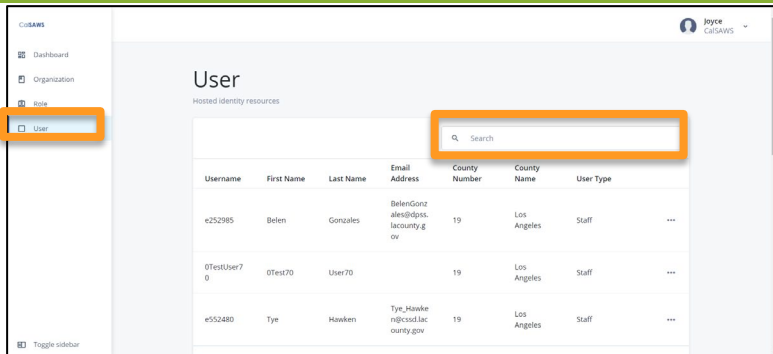 CalSAWS
Joyce
CalSAWS
Dashboard
Organization
Role
User
User
Hosted identity resources
Search
Username First Name Last Name Email Address County Number County Name User Type
e252985 Belen Gonzales BelenGonz
ales@dpss.
lacounty.g
ov 19 Los Angeles Staff ...
0TestUser7
0 0Test70 User70 19 Los Angeles Staff ...
e552480 Tye Hawken Tye_Hawke
n@cssd.lac
ounty.gov 19 Los Angeles Staff ...
Toggle sidebar